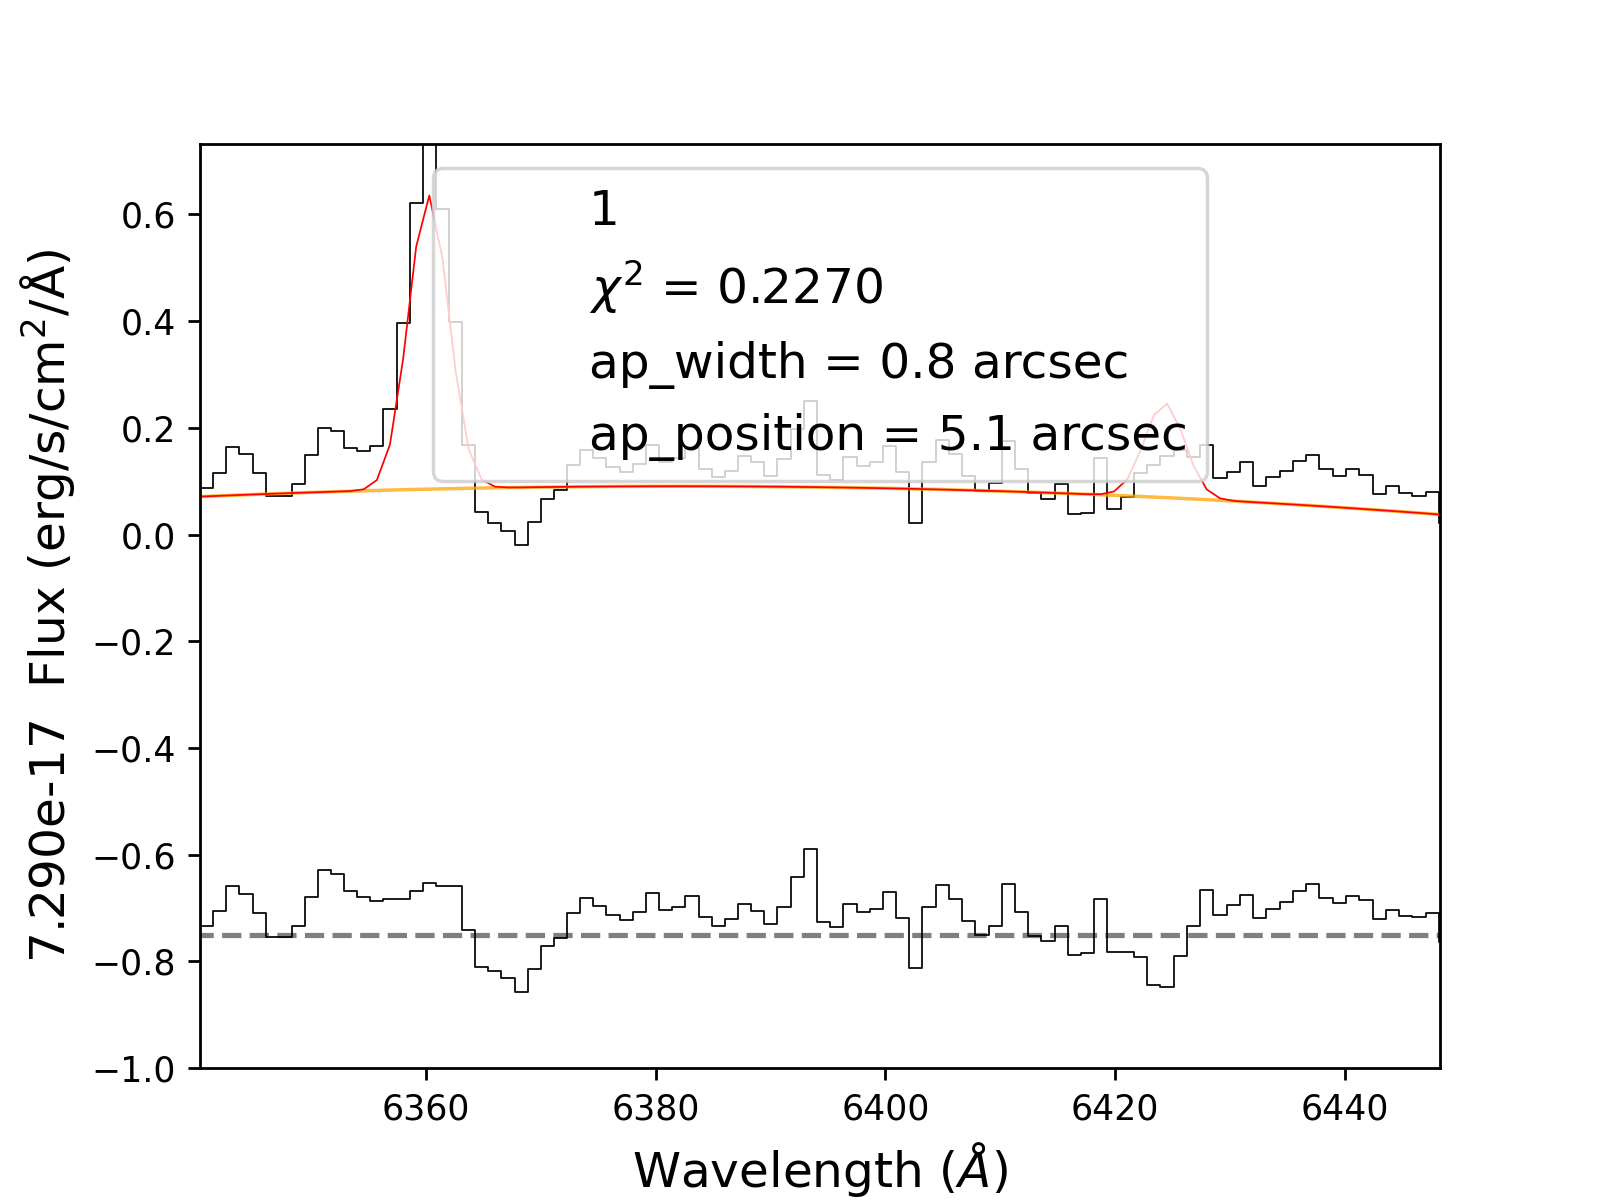 1
χ² = 0.2270
ap_width = 0.8 arcsec
ap_position = 5.1 arcsec
0.6
0.4
0.2
0.0
−0.2
−0.4
−0.6
−0.8
−1.0
7.290e-17 Flux (erg/s/cm²/Å)
6360 6380 6400 6420 6440
Wavelength (Å)